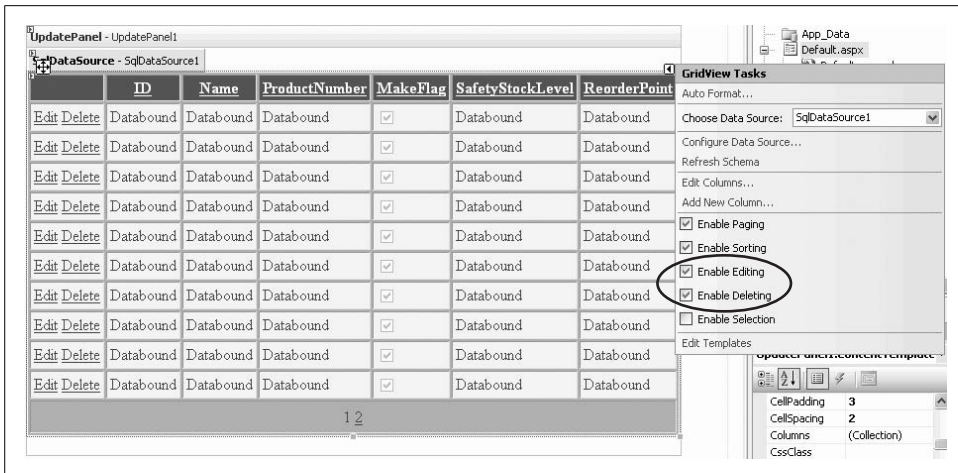 UpdatePanel - UpdatePanel1
DataSource - SqlDataSource1
ID Name ProductNumber MakeFlag SafetyStockLevel ReorderPoint
Edit Delete Databound Databound Databound Databound Databound
Edit Delete Databound Databound Databound Databound Databound
Edit Delete Databound Databound Databound Databound Databound
Edit Delete Databound Databound Databound Databound Databound
Edit Delete Databound Databound Databound Databound Databound
Edit Delete Databound Databound Databound Databound Databound
Edit Delete Databound Databound Databound Databound Databound
Edit Delete Databound Databound Databound Databound Databound
Edit Delete Databound Databound Databound Databound Databound
Edit Delete Databound Databound Databound Databound Databound
1 2
App_Data
Default.aspx
GridView Tasks
Auto Format...
Choose Data Source: SqlDataSource1
Configure Data Source...
Refresh Schema
Edit Columns...
Add New Column...
Enable Paging
Enable Sorting
Enable Editing
Enable Deleting
Enable Selection
Edit Templates
CellPadding 3
CellSpacing 2
Columns (Collection)
CssClass